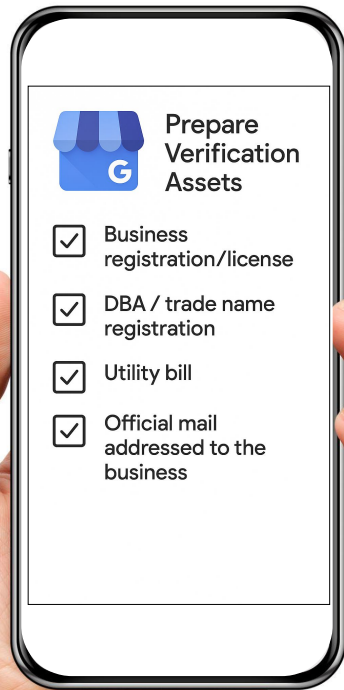 Prepare
Verification
Assets
G
Business
registration/license
DBA / trade name
registration
Utility bill
Official mail
addressed to the
business